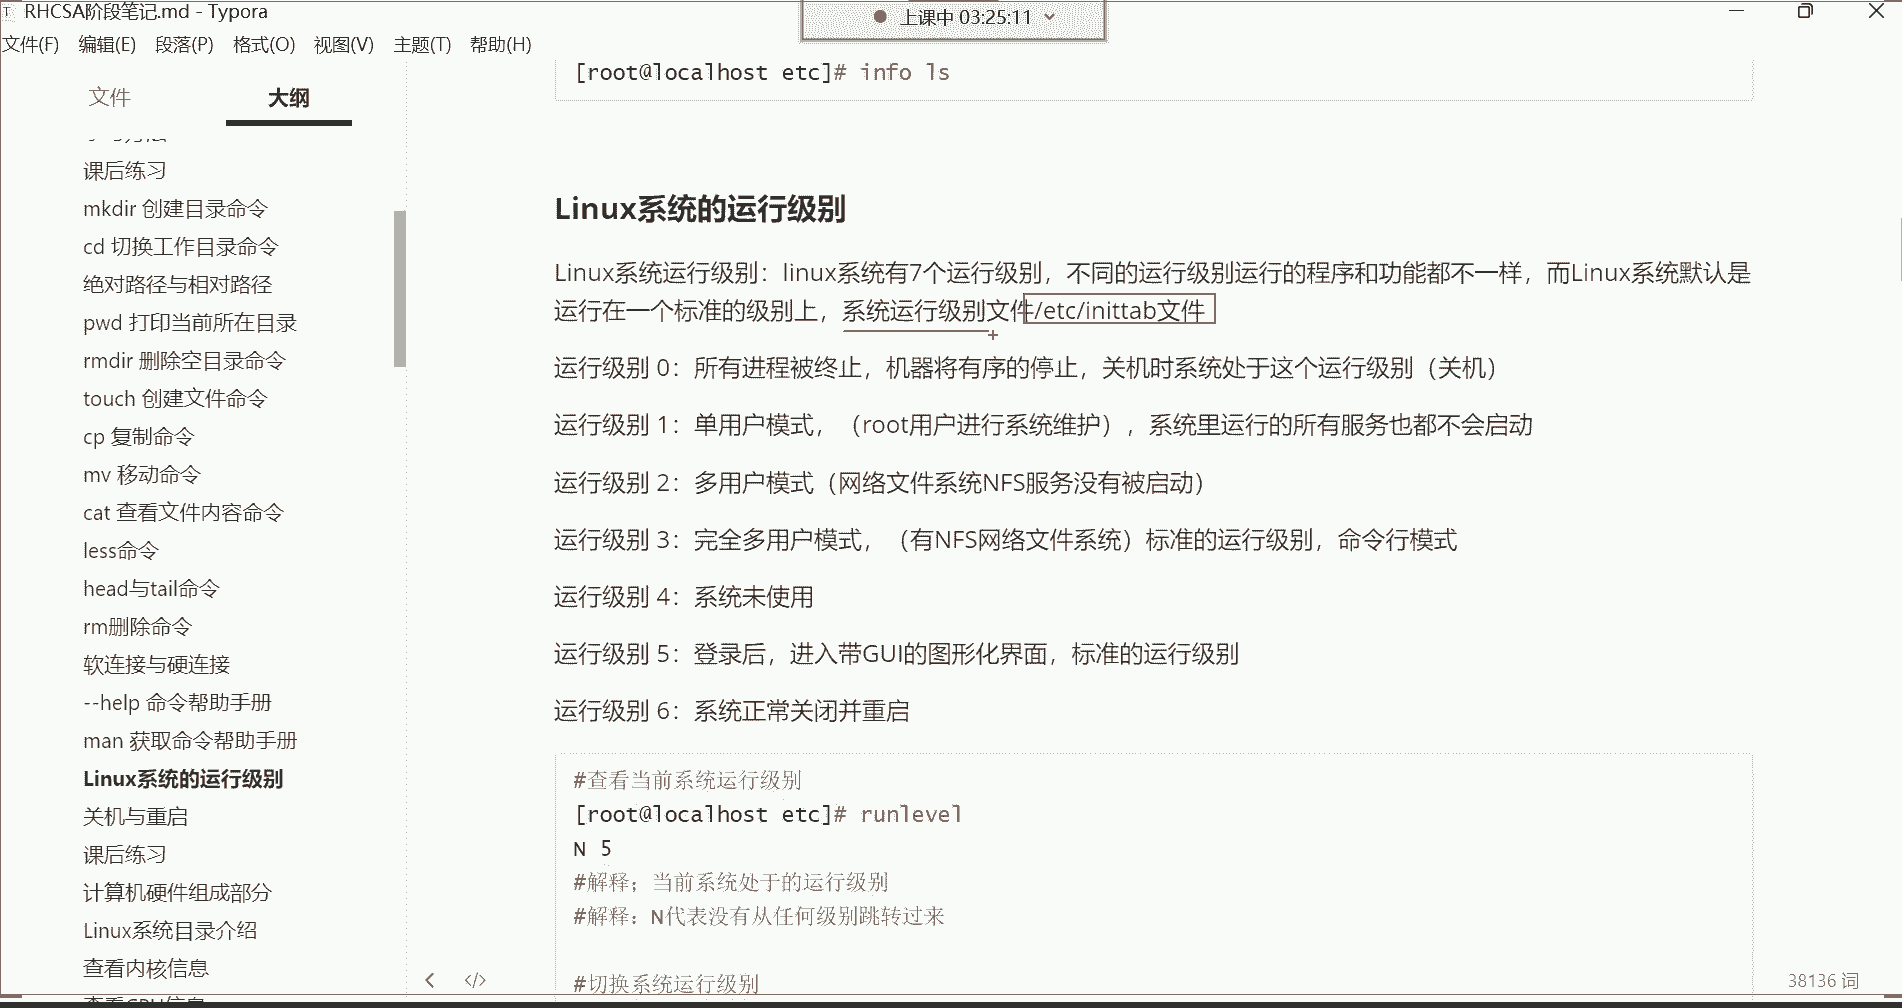 RHCSA阶段笔记.md - Typora
上课中 03:25:11
文件(F) 编辑(E) 段落(P) 格式(O) 视图(V) 主题(T) 帮助(H)
文件
大纲
课后练习
mkdir 创建目录命令
cd 切换工作目录命令
绝对路径与相对路径
pwd 打印当前所在目录
rmdir 删除空目录命令
touch 创建文件命令
cp 复制命令
mv 移动命令
cat 查看文件内容命令
less命令
head与tail命令
rm删除命令
软连接与硬连接
--help 命令帮助手册
man 获取命令帮助手册
Linux系统的运行级别
关机与重启
课后练习
计算机硬件组成部分
Linux系统目录介绍
查看内核信息
[root@localhost etc]# info ls
Linux系统的运行级别
Linux系统运行级别：linux系统有7个运行级别，不同的运行级别运行的程序和功能都不一样，而Linux系统默认是
运行在一个标准的级别上，系统运行级别文件/etc/inittab文件
运行级别 0：所有进程被终止，机器将有序的停止，关机时系统处于这个运行级别（关机）
运行级别 1：单用户模式，（root用户进行系统维护），系统里运行的所有服务也都不会启动
运行级别 2：多用户模式（网络文件系统NFS服务没有被启动）
运行级别 3：完全多用户模式，（有NFS网络文件系统）标准的运行级别，命令行模式
运行级别 4：系统未使用
运行级别 5：登录后，进入带GUI的图形化界面，标准的运行级别
运行级别 6：系统正常关闭并重启
#查看当前系统运行级别
[root@localhost etc]# runlevel
N 5
#解释；当前系统处于的运行级别
#解释：N代表没有从任何级别跳转过来
#切换系统运行级别
38136 词